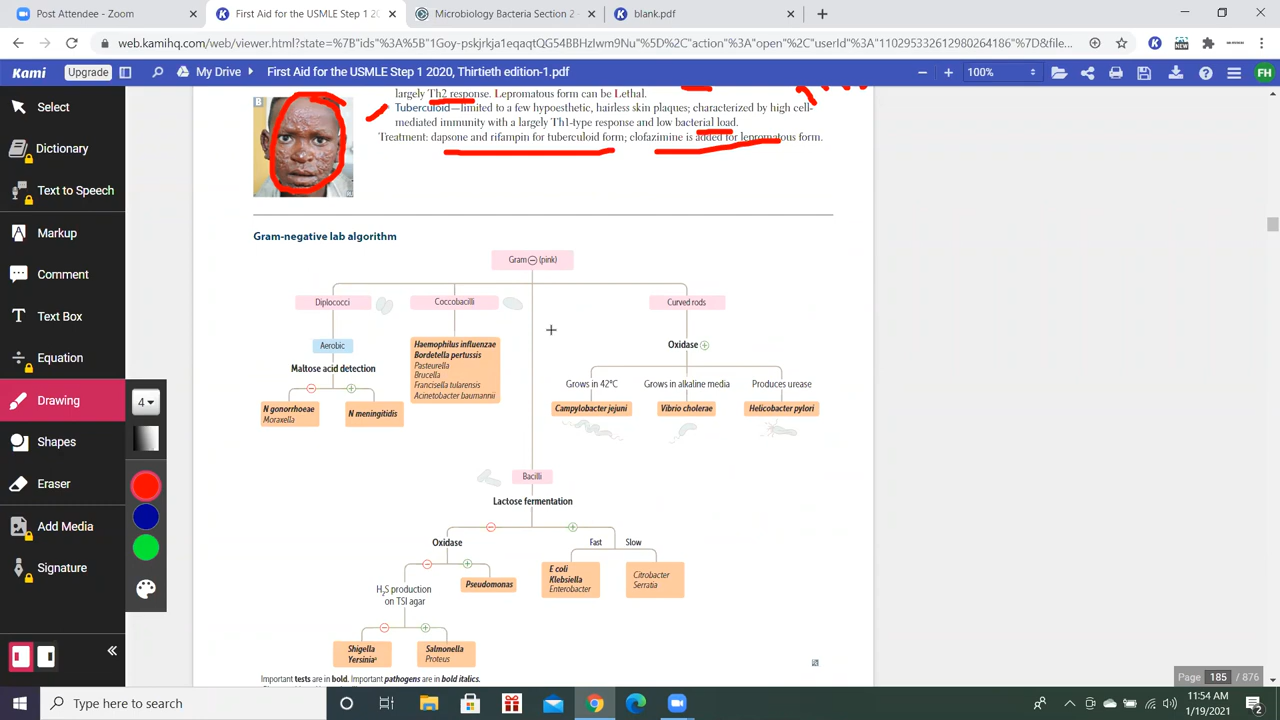 Post Attendee - Zoom
First Aid for the USMLE Step 1 20
Microbiology Bacteria Section 2 -
blank.pdf
web.kamihq.com/web/viewer.html?state=%7B"ids"%3A%5B"1Goy-pskjrkja1eqaqtQG54BBHzlwm9Nu"%5D%2C"action"%3A"open"%2C"userId"%3A"110295332612980264186"%7D&file...
Kami
Upgrade
My Drive
First Aid for the USMLE Step 1 2020, Thirtieth edition-1.pdf
100%
Select
Dictionary
Text to Speech
Markup
Comment
Text Box
Equation
Drawing
Shapes
Eraser
Add Media
Signature
4
largely Th2 response. Lepromatous form can be Lethal.
B
Tuberculoid—limited to a few hypoesthetic, hairless skin plaques; characterized by high cell-
mediated immunity with a largely Th1-type response and low bacterial load.
Treatment: dapsone and rifampin for tuberculoid form; clofazimine is added for lepromatous form.
Gram-negative lab algorithm
Gram ⊖ (pink)
Diplococci
Coccobacilli
Curved rods
Aerobic
Maltose acid detection
N gonorrhoeae
Moraxella
N meningitidis
Haemophilus influenzae
Bordetella pertussis
Pasteurella
Brucella
Francisella tularensis
Acinetobacter baumannii
Oxidase ⊕
Grows in 42°C
Grows in alkaline media
Produces urease
Campylobacter jejuni
Vibrio cholerae
Helicobacter pylori
Bacilli
Lactose fermentation
Oxidase
Fast
Slow
H2S production
on TSI agar
Pseudomonas
E coli
Klebsiella
Enterobacter
Citrobacter
Serratia
Shigella
Yersiniaᵃ
Salmonella
Proteus
Important tests are in bold. Important pathogens are in bold italics.
Page 185 / 876
Type here to search
11:54 AM
1/19/2021